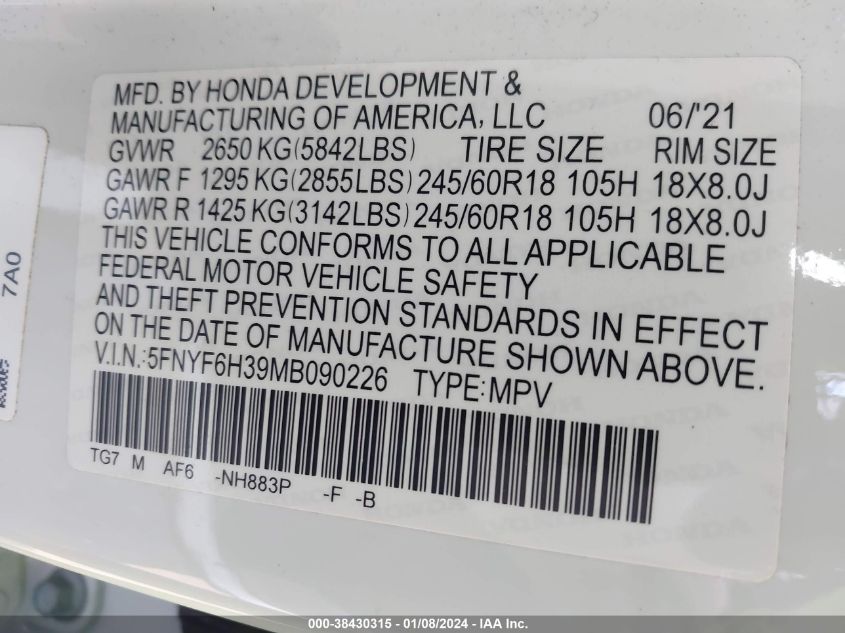 MFD. BY HONDA DEVELOPMENT &
MANUFACTURING OF AMERICA, LLC 06/'21
GVWR 2650 KG(5842LBS) TIRE SIZE RIM SIZE
GAWR F 1295 KG(2855LBS) 245/60R18 105H 18X8.0J
GAWR R 1425 KG(3142LBS) 245/60R18 105H 18X8.0J
THIS VEHICLE CONFORMS TO ALL APPLICABLE
FEDERAL MOTOR VEHICLE SAFETY
AND THEFT PREVENTION STANDARDS IN EFFECT
ON THE DATE OF MANUFACTURE SHOWN ABOVE.
V.I.N.:5FNYF6H39MB090226 TYPE:MPV
TG7 M AF6 -NH883P -F -B
7A0
000-38430315 - 01/08/2024 - IAA Inc.